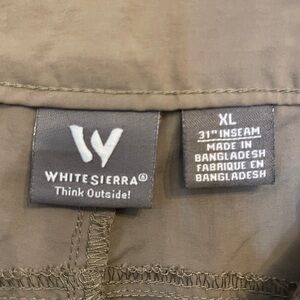 W
WHITE SIERRA®
Think Outside!
XL
31" INSEAM
MADE IN
BANGLADESH
FABRIQUE EN
BANGLADESH